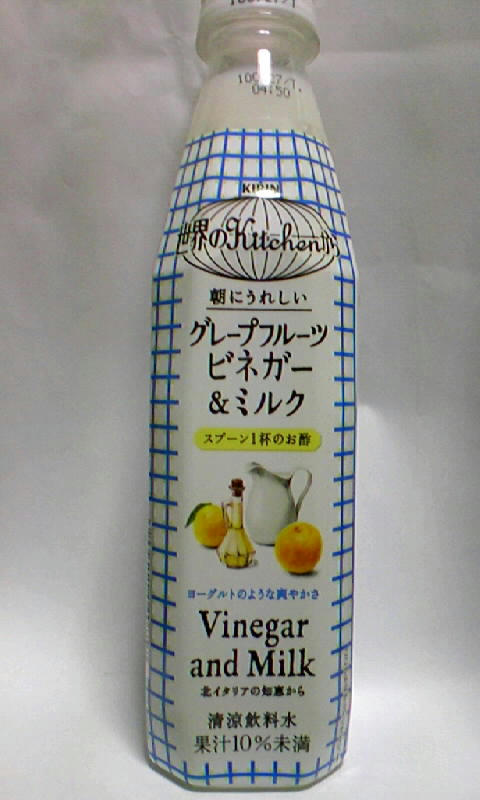 04:50
KIRIN
世界のKitchenから
朝にうれしい
グレープフルーツ
ビネガー
&ミルク
スプーン1杯のお酢
ヨーグルトのような爽やかさ
Vinegar
and Milk
北イタリアの知恵から
清涼飲料水
果汁10%未満